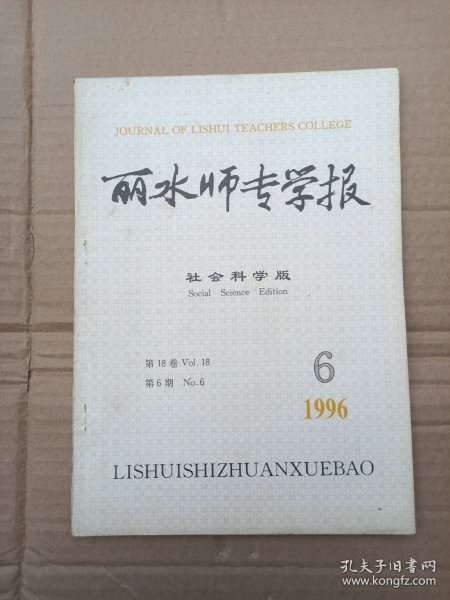 JOURNAL OF LISHUI TEACHERS COLLEGE
丽水师专学报
社会科学版
Social Science Edition
第18卷 Vol.18
第6期 No.6
6
1996
LISHUISHIZHUANXUEBAO
孔夫子旧书网
www.kongfz.com